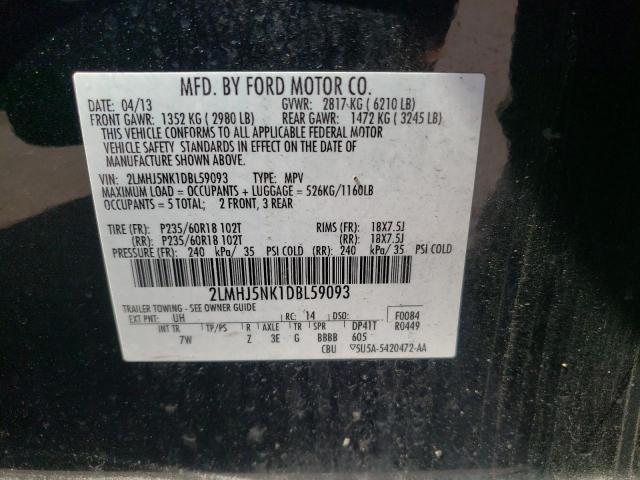 MFD. BY FORD MOTOR CO.
DATE: 04/13 GVWR: 2817 KG ( 6210 LB)
FRONT GAWR: 1352 KG ( 2980 LB) REAR GAWR: 1472 KG ( 3245 LB)
THIS VEHICLE CONFORMS TO ALL APPLICABLE FEDERAL MOTOR
VEHICLE SAFETY STANDARDS IN EFFECT ON THE DATE OF
MANUFACTURE SHOWN ABOVE.
VIN: 2LMHJ5NK1DBL59093 TYPE: MPV
MAXIMUM LOAD = OCCUPANTS + LUGGAGE = 526KG/1160LB
OCCUPANTS = 5 TOTAL: 2 FRONT, 3 REAR
TIRE (FR): P235/60R18 102T RIMS (FR): 18X7.5J
(RR): P235/60R18 102T (RR): 18X7.5J
PRESSURE (FR): 240 kPa/ 35 PSI COLD (RR): 240 kPa/ 35 PSI COLD
2LMHJ5NK1DBL59093
TRAILER TOWING - SEE OWNER GUIDE
EXT PNT: UH RC: 14 DSO: F0084
INT TR TP/PS R AXLE TR SPR DP41T R0449
7W Z 3E G BBBB 605
CBU ▽5U5A-5420472-AA